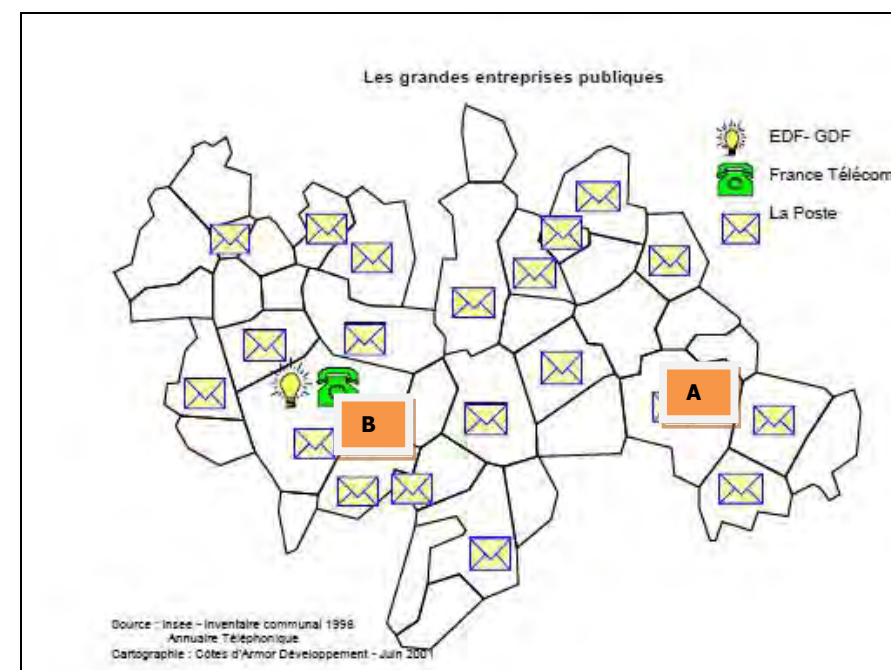 Les grandes entreprises publiques
EDF- GDF
France Télécom
La Poste
A
B
Source : Insee - Inventaire communal 1998
Annuaire Téléphonique
Cartographie : Côtes d'Armor Développement - Juin 2001